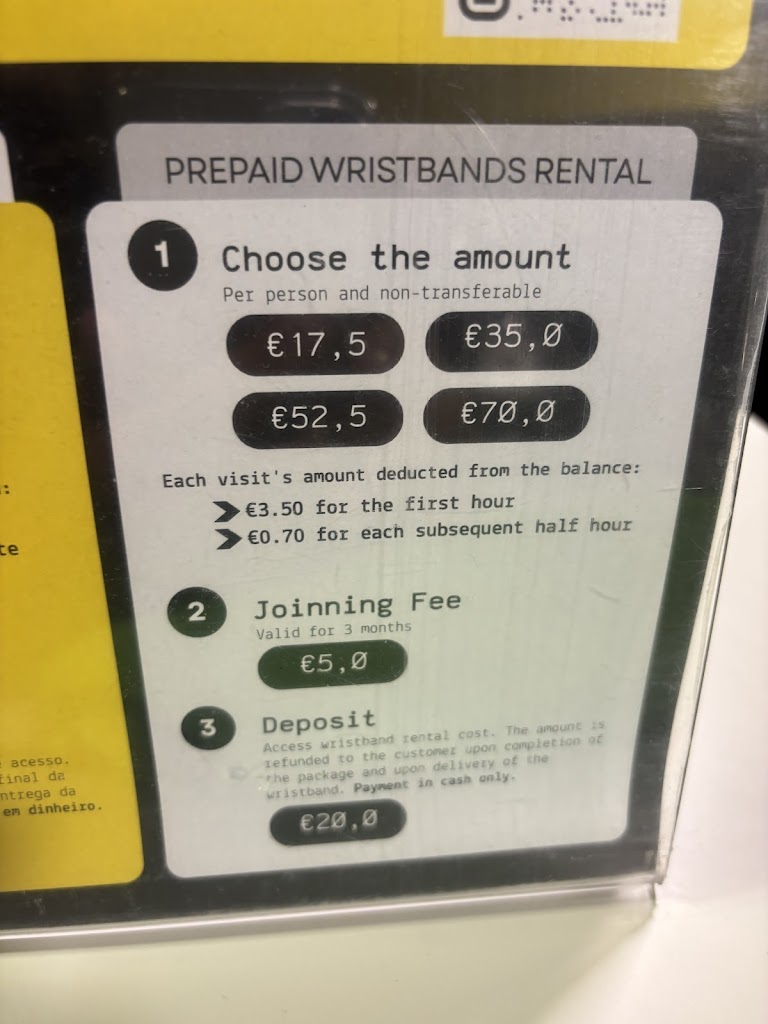 PREPAID WRISTBANDS RENTAL
1
Choose the amount
Per person and non-transferable
€17,5
€35,0
€52,5
€70,0
Each visit's amount deducted from the balance:
€3.50 for the first hour
€0.70 for each subsequent half hour
2
Joinning Fee
Valid for 3 months
€5,0
3
Deposit
Access wristband rental cost. The amount is
refunded to the customer upon completion of
the package and upon delivery of the
wristband. Payment in cash only.
€20,0
acesso.
final da
ntrega da
em dinheiro.